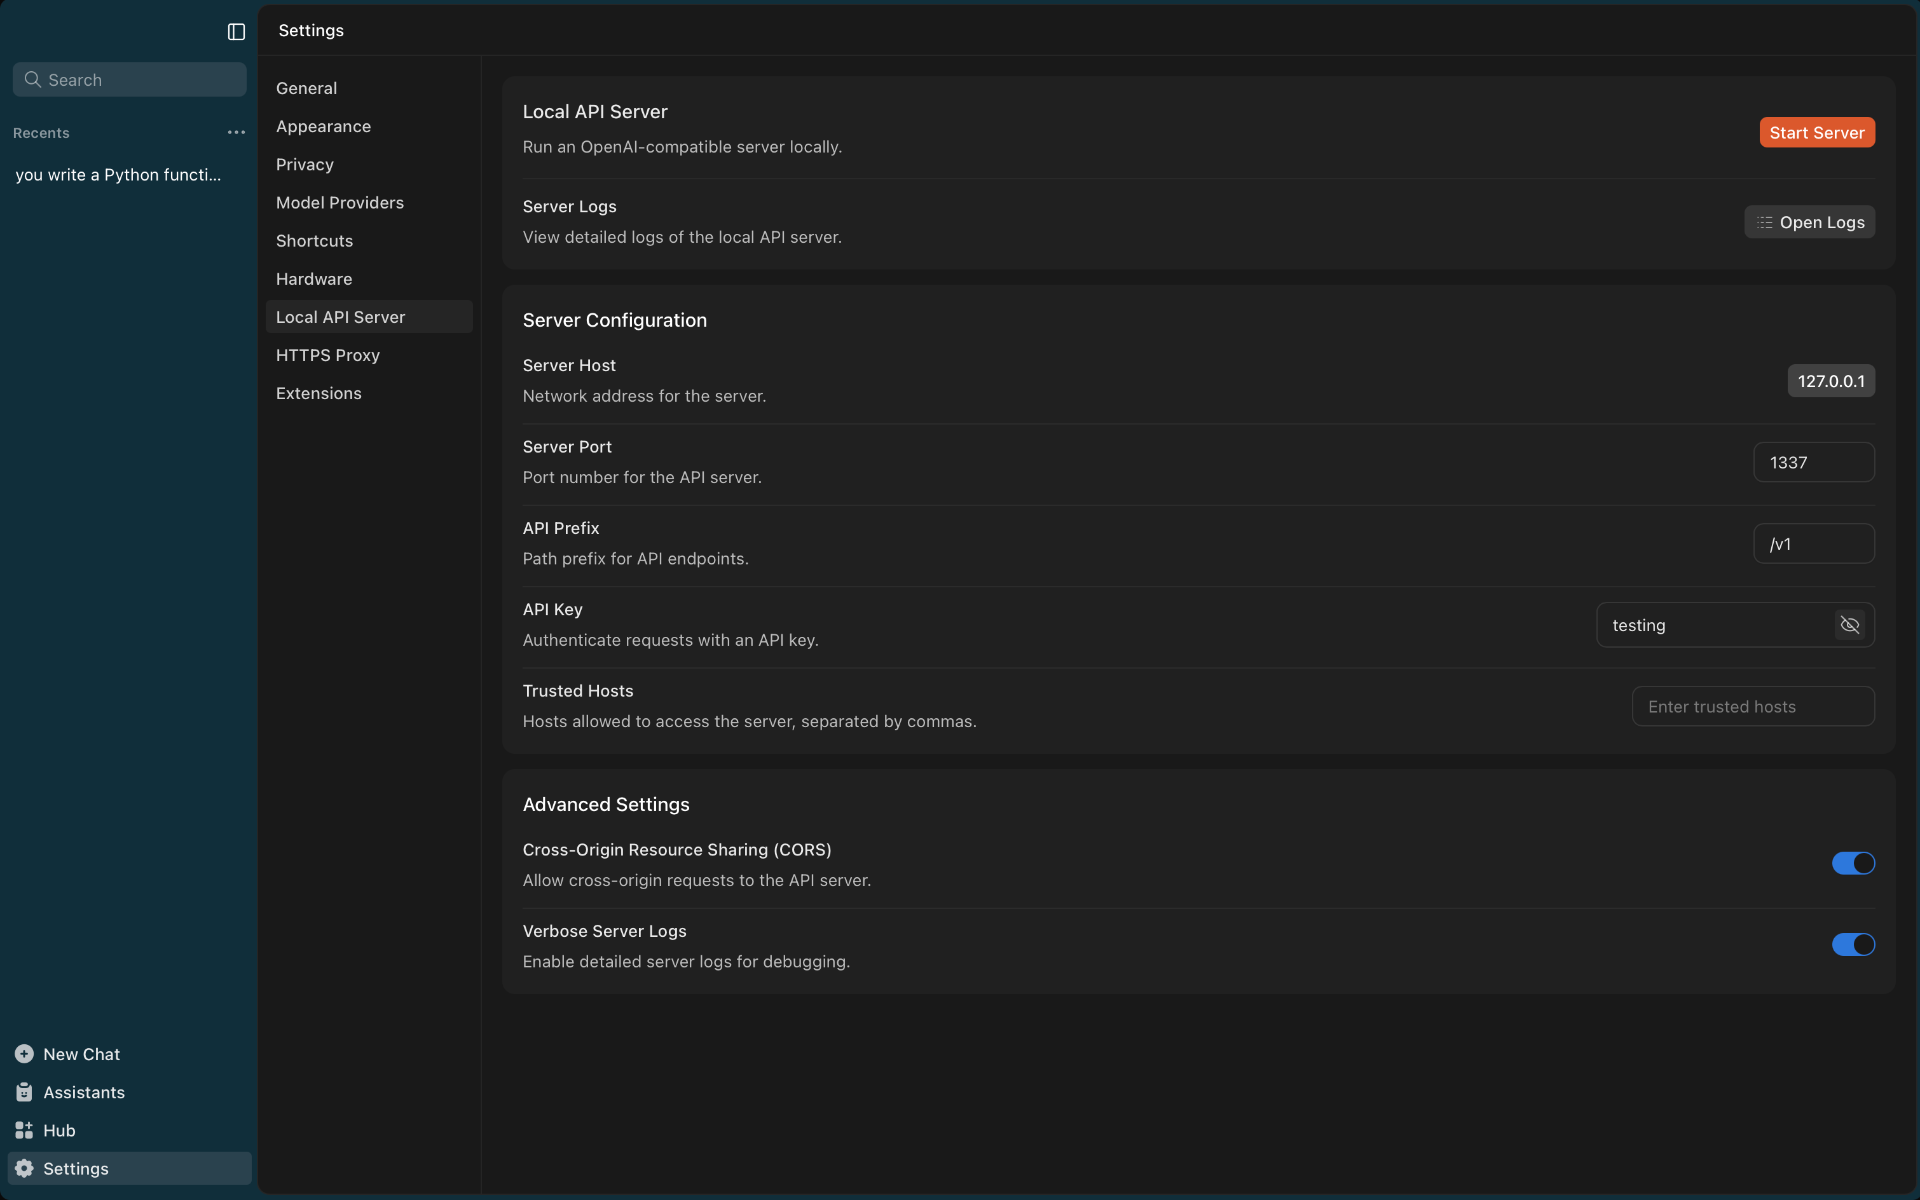 Settings
Search
Recents
you write a Python functi...
New Chat
Assistants
Hub
Settings
General
Appearance
Privacy
Model Providers
Shortcuts
Hardware
Local API Server
HTTPS Proxy
Extensions
Local API Server
Run an OpenAI-compatible server locally.
Start Server
Server Logs
View detailed logs of the local API server.
Open Logs
Server Configuration
Server Host
Network address for the server.
127.0.0.1
Server Port
Port number for the API server.
1337
API Prefix
Path prefix for API endpoints.
/v1
API Key
Authenticate requests with an API key.
testing
Trusted Hosts
Hosts allowed to access the server, separated by commas.
Enter trusted hosts
Advanced Settings
Cross-Origin Resource Sharing (CORS)
Allow cross-origin requests to the API server.
Verbose Server Logs
Enable detailed server logs for debugging.